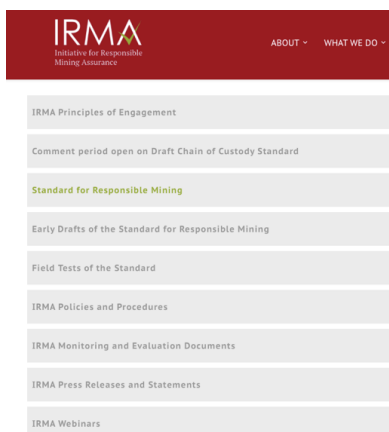 IRMA
Initiative for Responsible
Mining Assurance
ABOUT
WHAT WE DO
IRMA Principles of Engagement
Comment period open on Draft Chain of Custody Standard
Standard for Responsible Mining
Early Drafts of the Standard for Responsible Mining
Field Tests of the Standard
IRMA Policies and Procedures
IRMA Monitoring and Evaluation Documents
IRMA Press Releases and Statements
IRMA Webinars